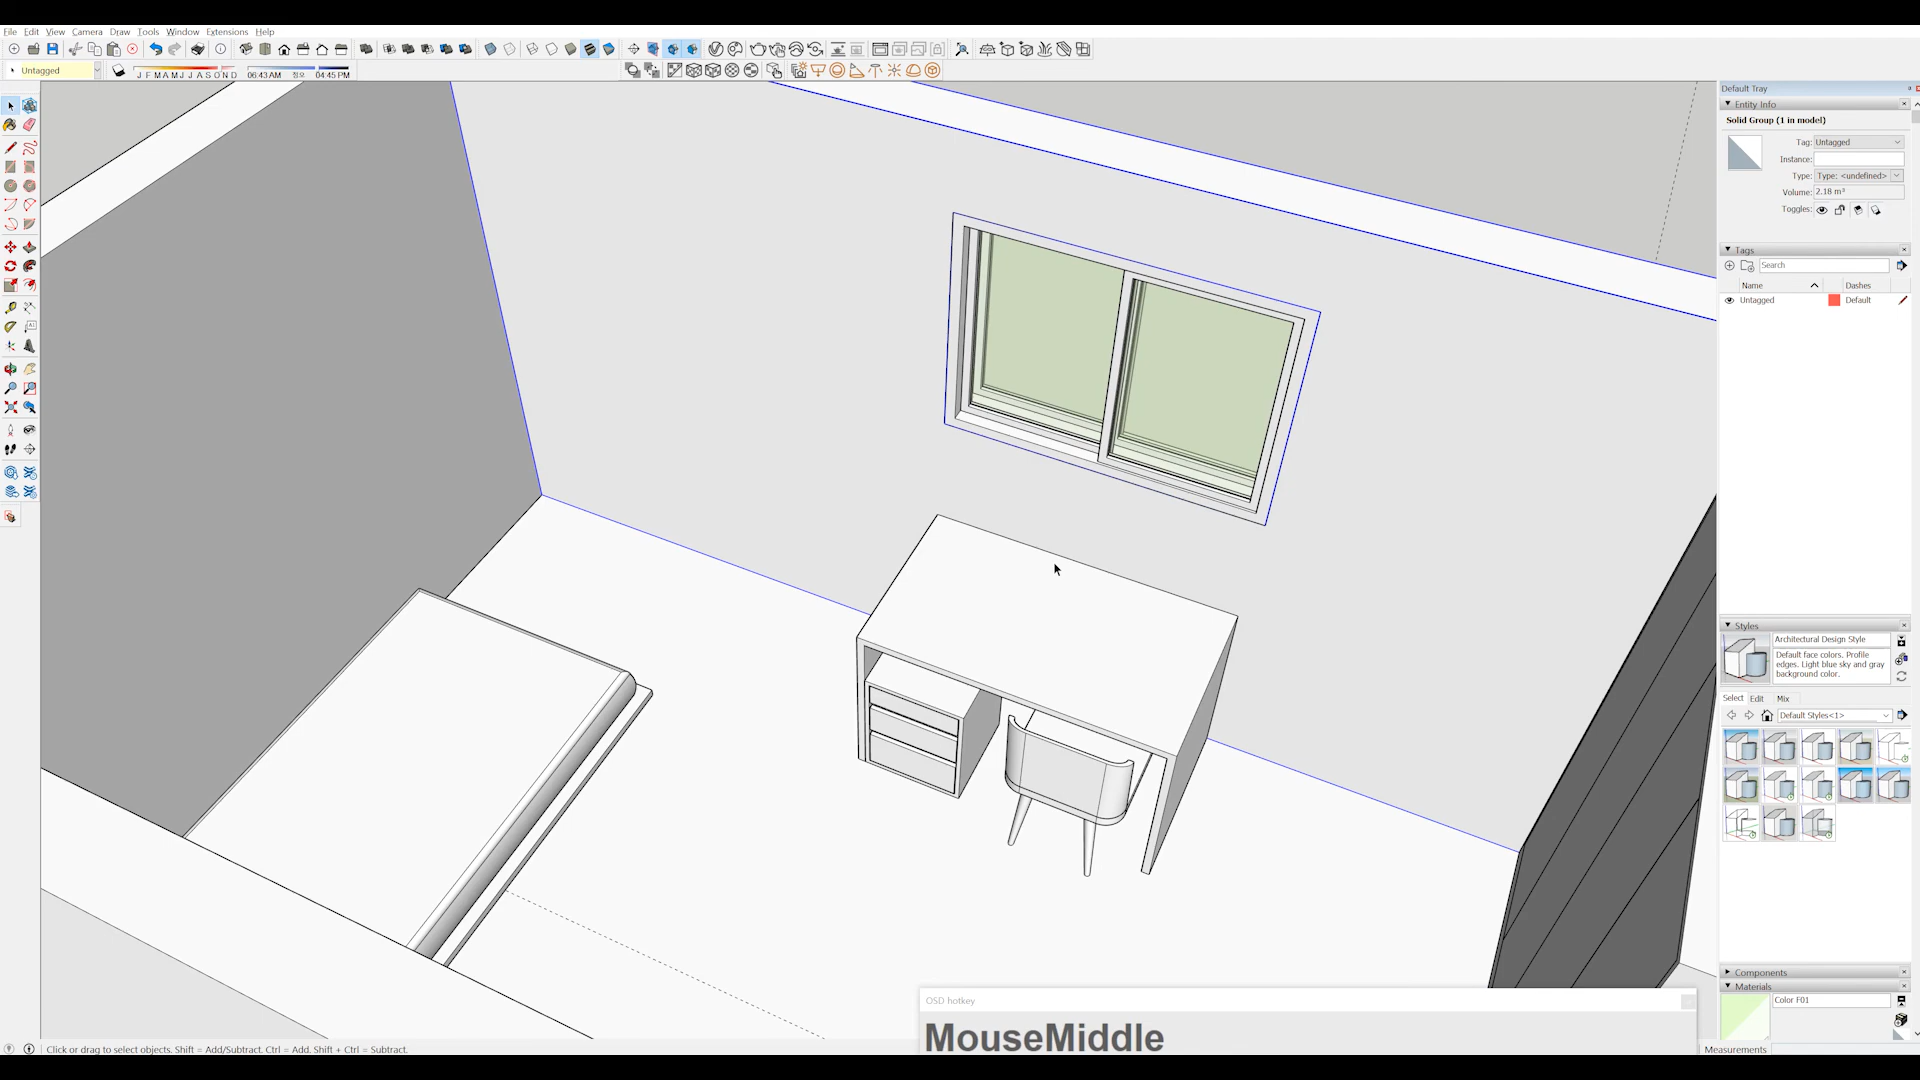 File Edit View Camera Draw Tools Window Extensions Help
Untagged
J F M A M J J A S O N D
06:43 AM 정오 04:45 PM
Default Tray
Entity Info
Solid Group (1 in model)
Tag: Untagged
Instance:
Type: Type: <undefined>
Volume: 2.18 m³
Toggles:
Tags
Search
Name Dashes
Untagged Default
Styles
Architectural Design Style
Default face colors. Profile
edges. Light blue sky and gray
background color.
Select Edit Mix
Default Styles<1>
Components
Materials
Color F01
OSD hotkey
MouseMiddle
Click or drag to select objects. Shift = Add/Subtract. Ctrl = Add. Shift + Ctrl = Subtract.
Measurements